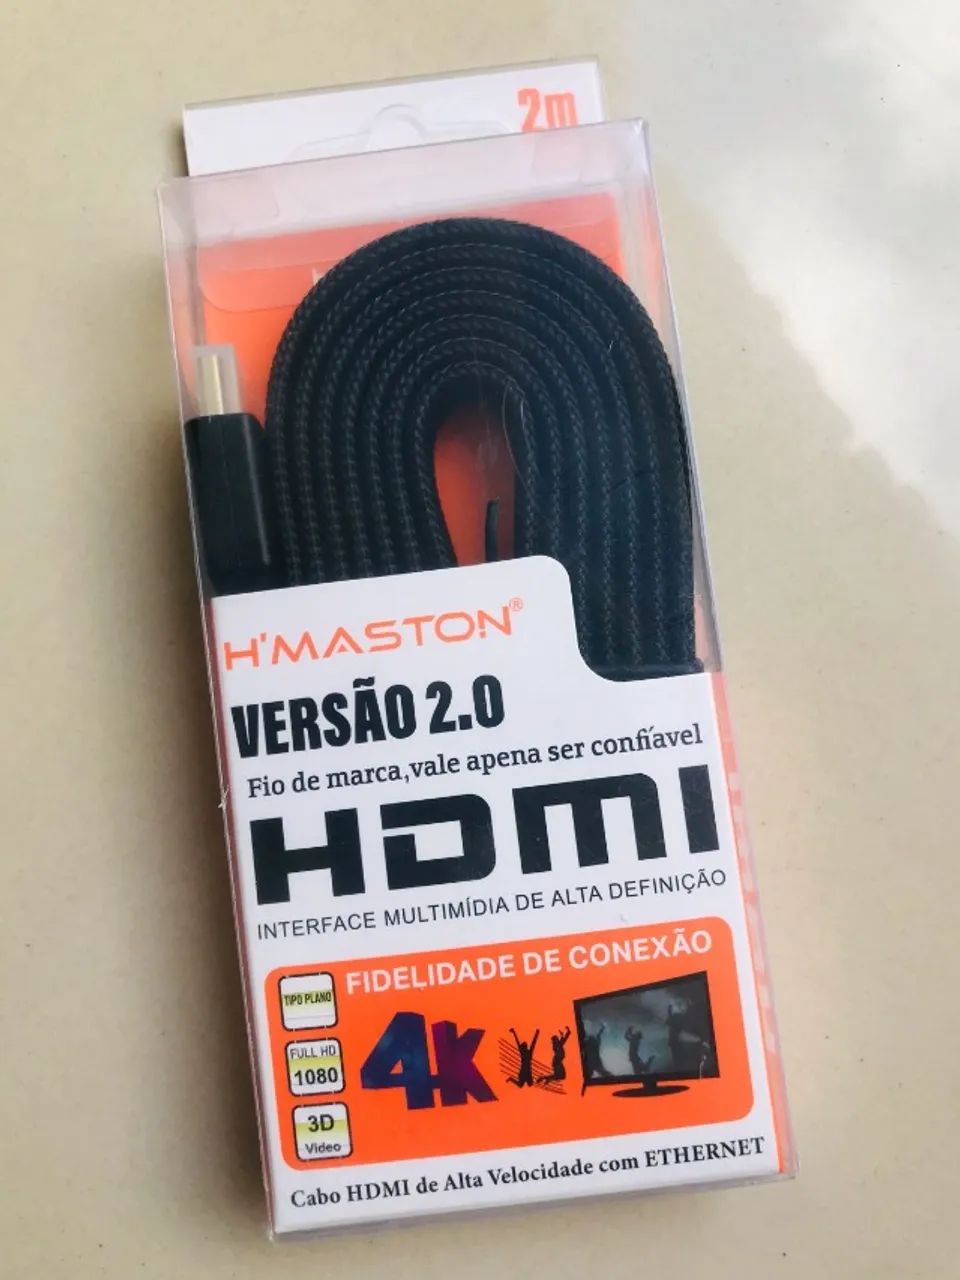 2m
H'MASTON®
VERSÃO 2.0
Fio de marca,vale apena ser confíavel
HDMI
INTERFACE MULTIMÍDIA DE ALTA DEFINIÇÃO
FIDELIDADE DE CONEXÃO
TIPO PLANO
4K
FULL HD
1080
3D
Video
Cabo HDMI de Alta Velocidade com ETHERNET